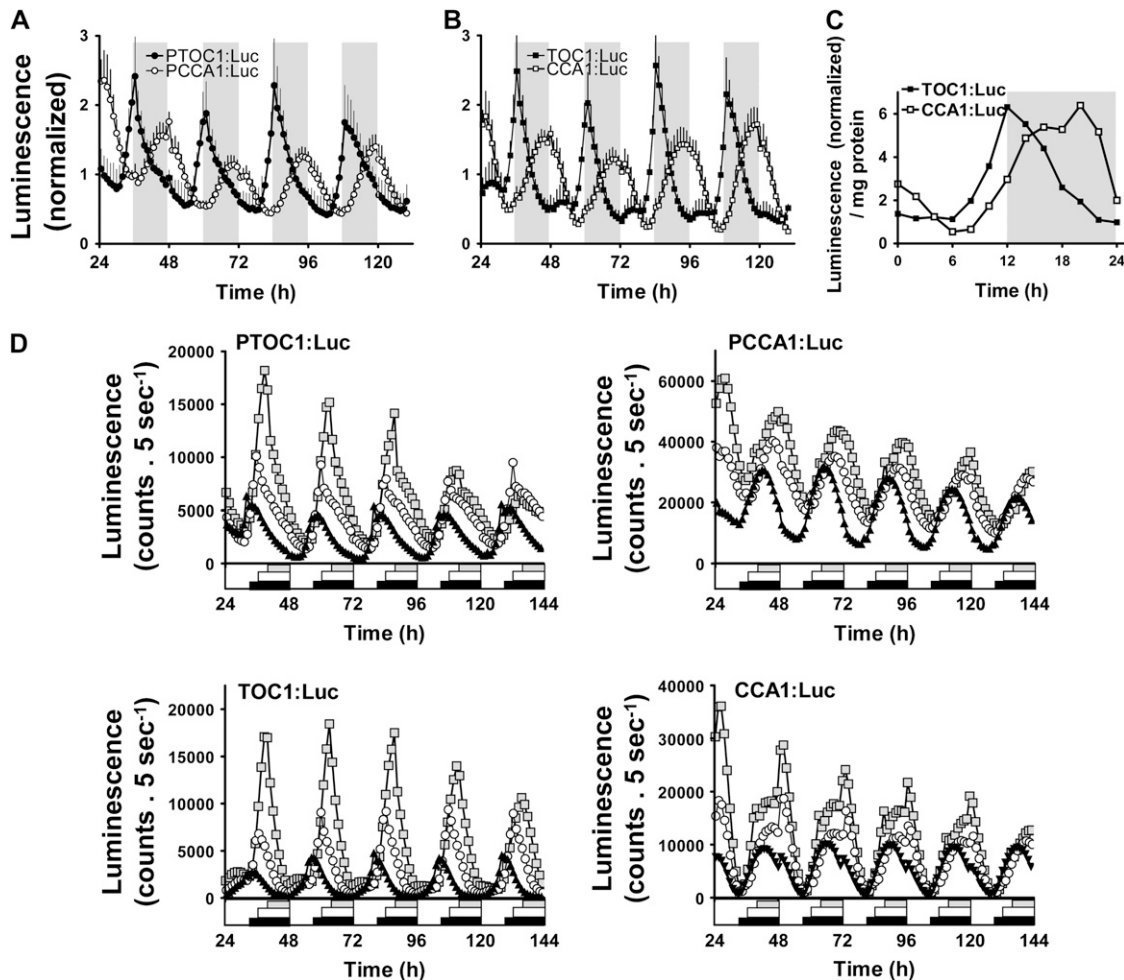 A
Luminescence
(normalized)
3
2
1
0
PTOC1:Luc
PCCA1:Luc
24 48 72 96 120
Time (h)
B
3
2
1
0
TOC1:Luc
CCA1:Luc
24 48 72 96 120
Time (h)
C
Luminescence (normalized)
/ mg protein
6
4
2
0
TOC1:Luc
CCA1:Luc
0 6 12 18 24
Time (h)
D
PTOC1:Luc
Luminescence
(counts . 5 sec-1)
20000
15000
10000
5000
0
24 48 72 96 120 144
Time (h)
PCCA1:Luc
Luminescence
(counts . 5 sec-1)
60000
40000
20000
0
24 48 72 96 120 144
Time (h)
TOC1:Luc
Luminescence
(counts . 5 sec-1)
20000
15000
10000
5000
0
24 48 72 96 120 144
Time (h)
CCA1:Luc
Luminescence
(counts . 5 sec-1)
40000
30000
20000
10000
0
24 48 72 96 120 144
Time (h)